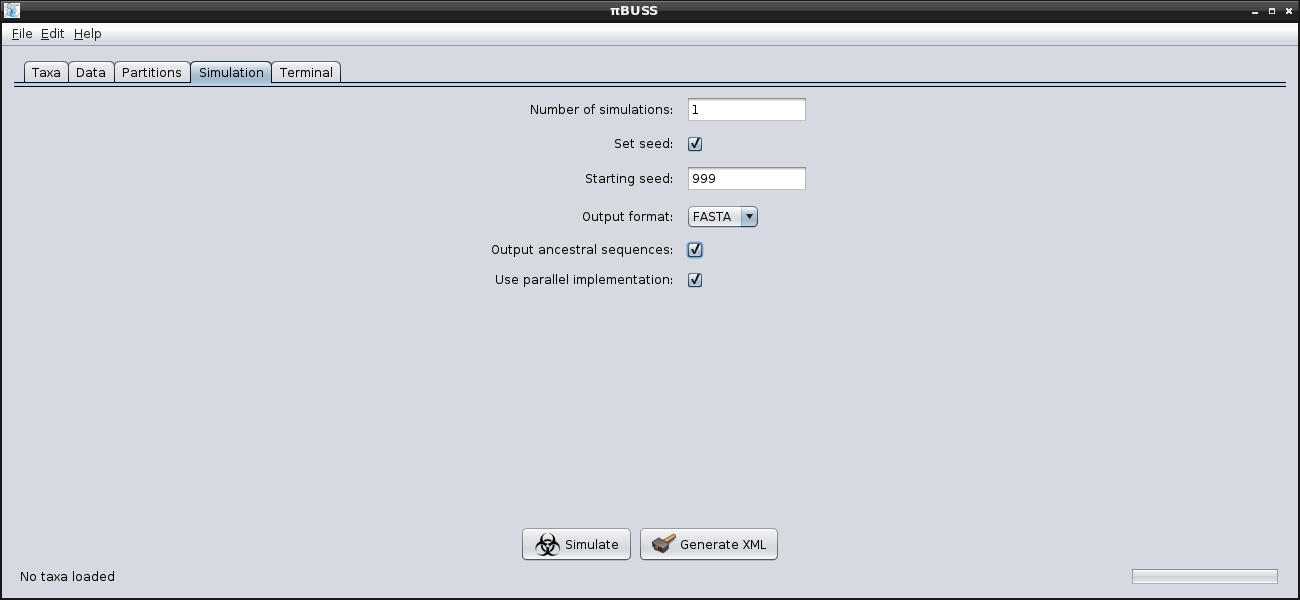 πBUSS
File Edit Help
Taxa Data Partitions Simulation Terminal
Number of simulations: 1
Set seed:
Starting seed: 999
Output format: FASTA
Output ancestral sequences:
Use parallel implementation:
Simulate Generate XML
No taxa loaded